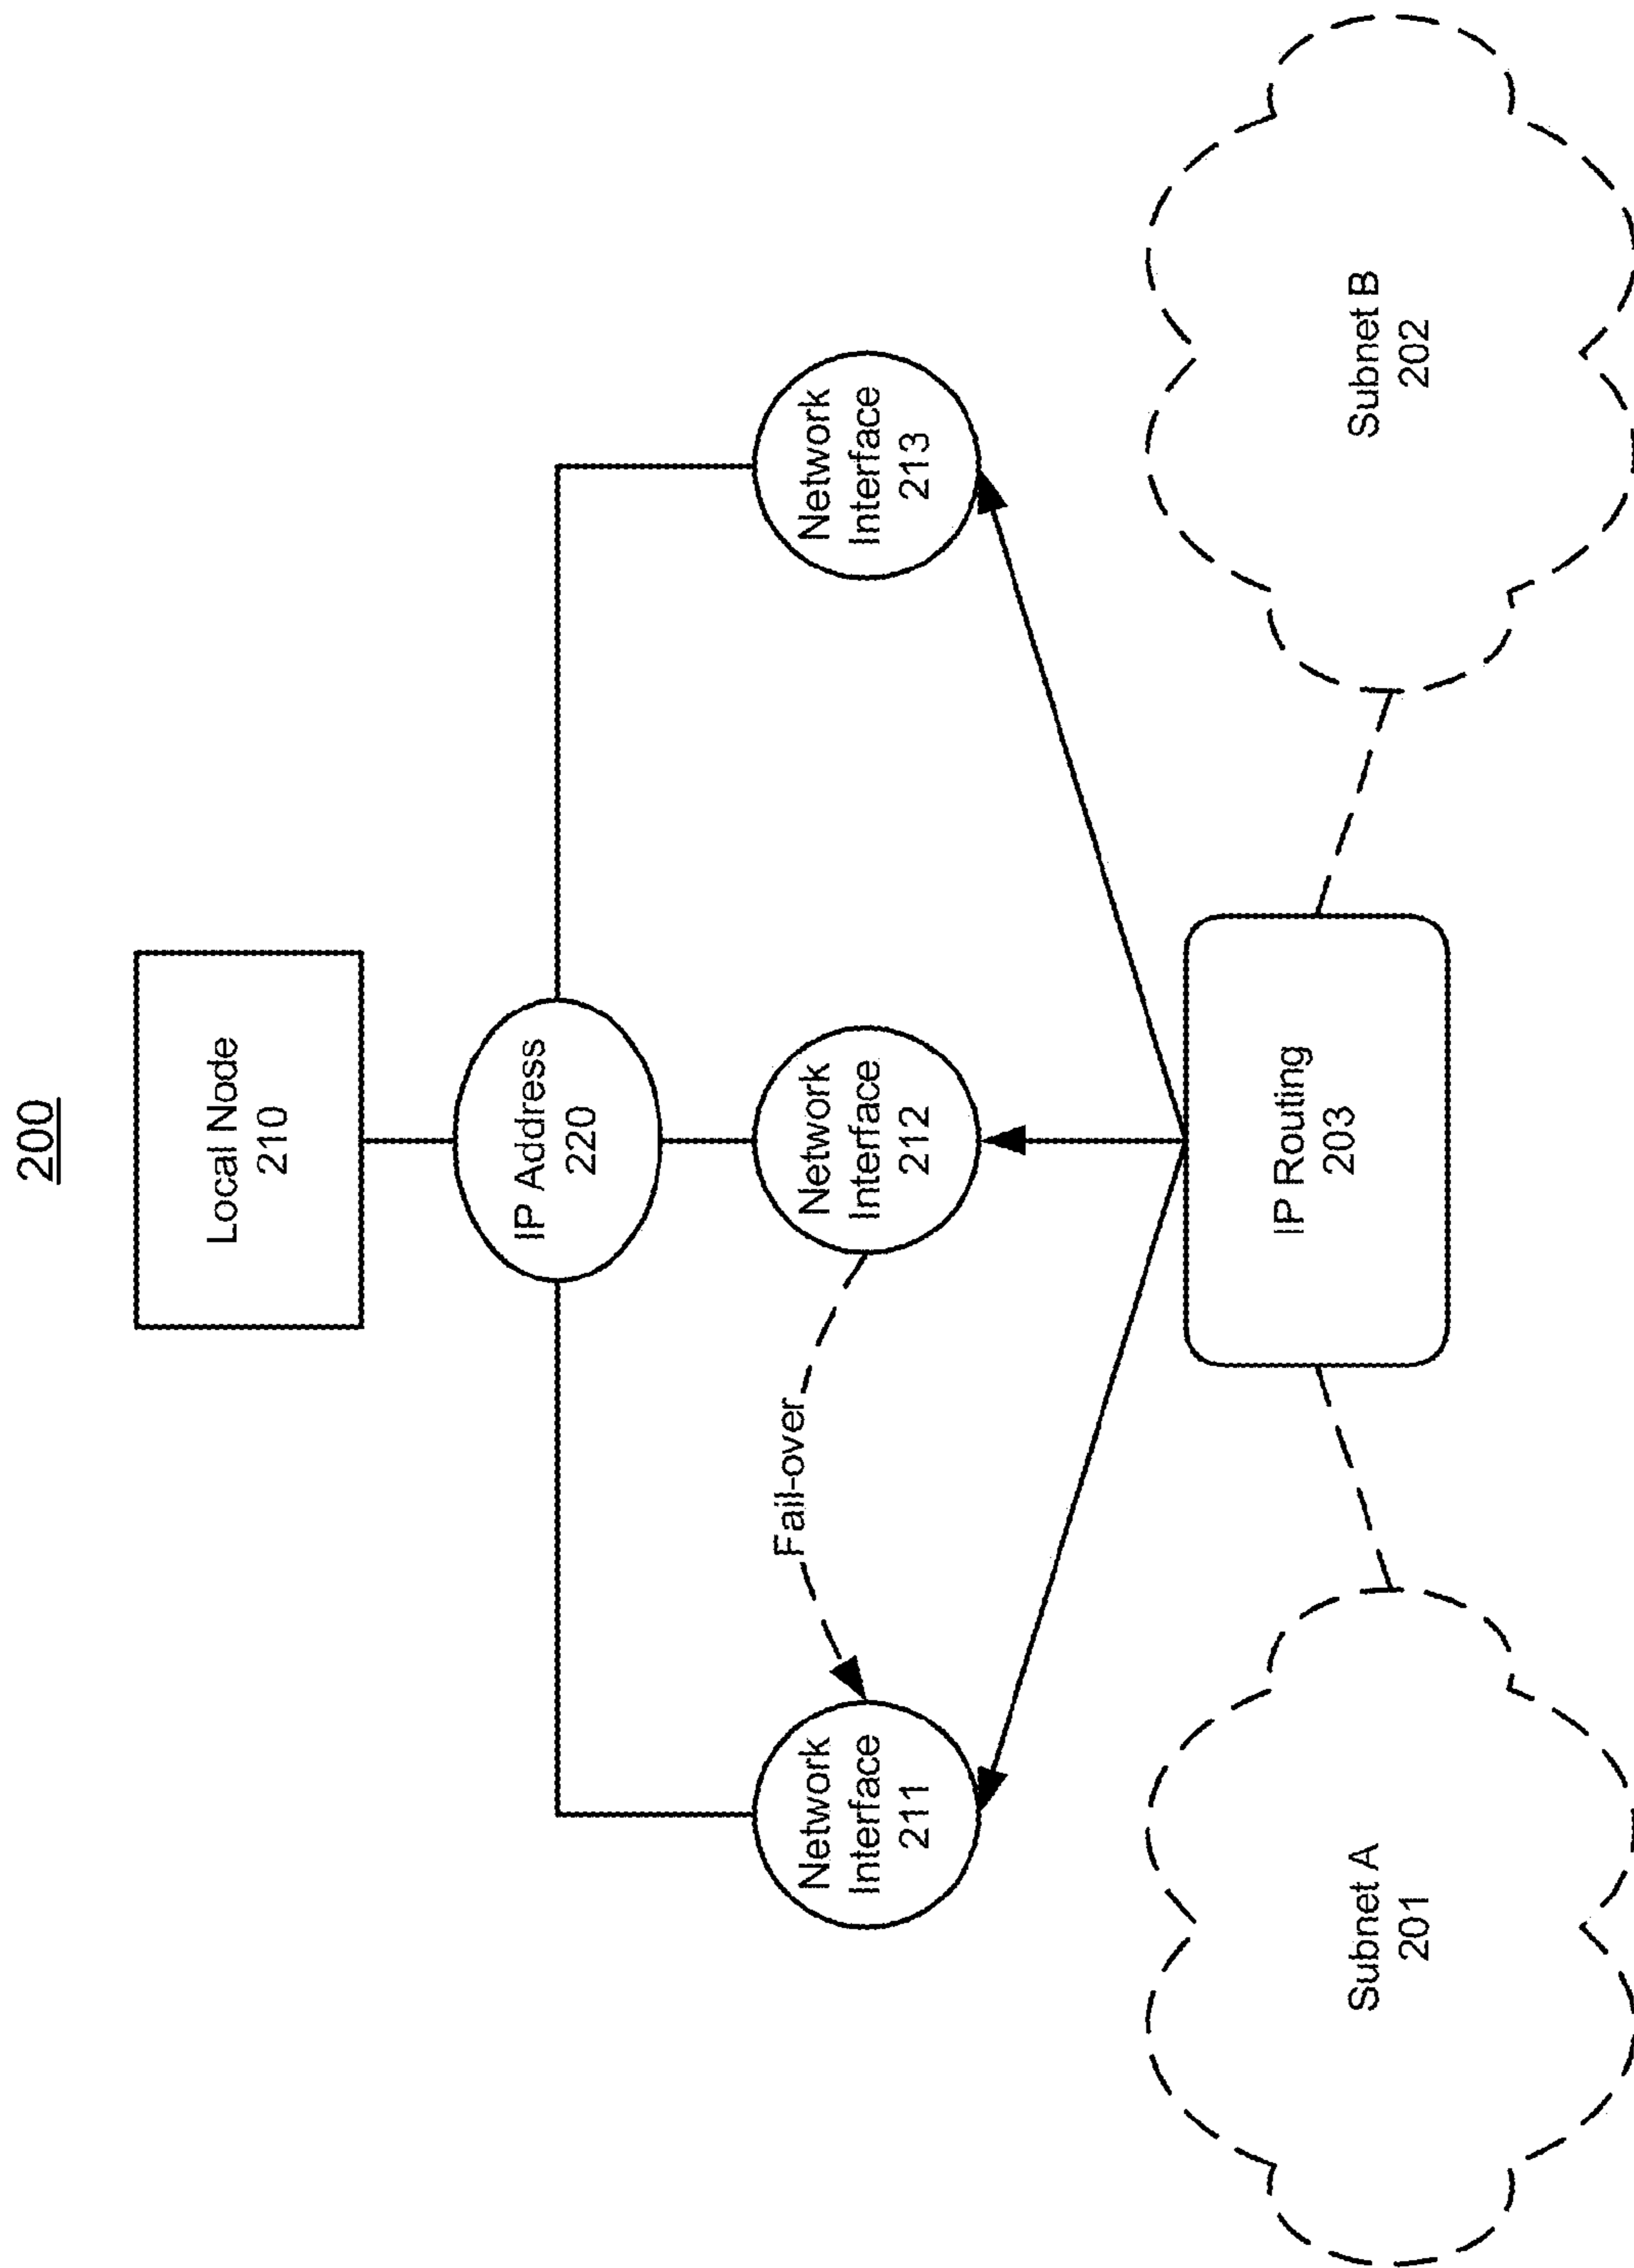 200
Local Node
210
IP Address
220
Network
Interface
211
Network
Interface
212
Network
Interface
213
Fail-over
IP Routing
203
Subnet A
201
Subnet B
202